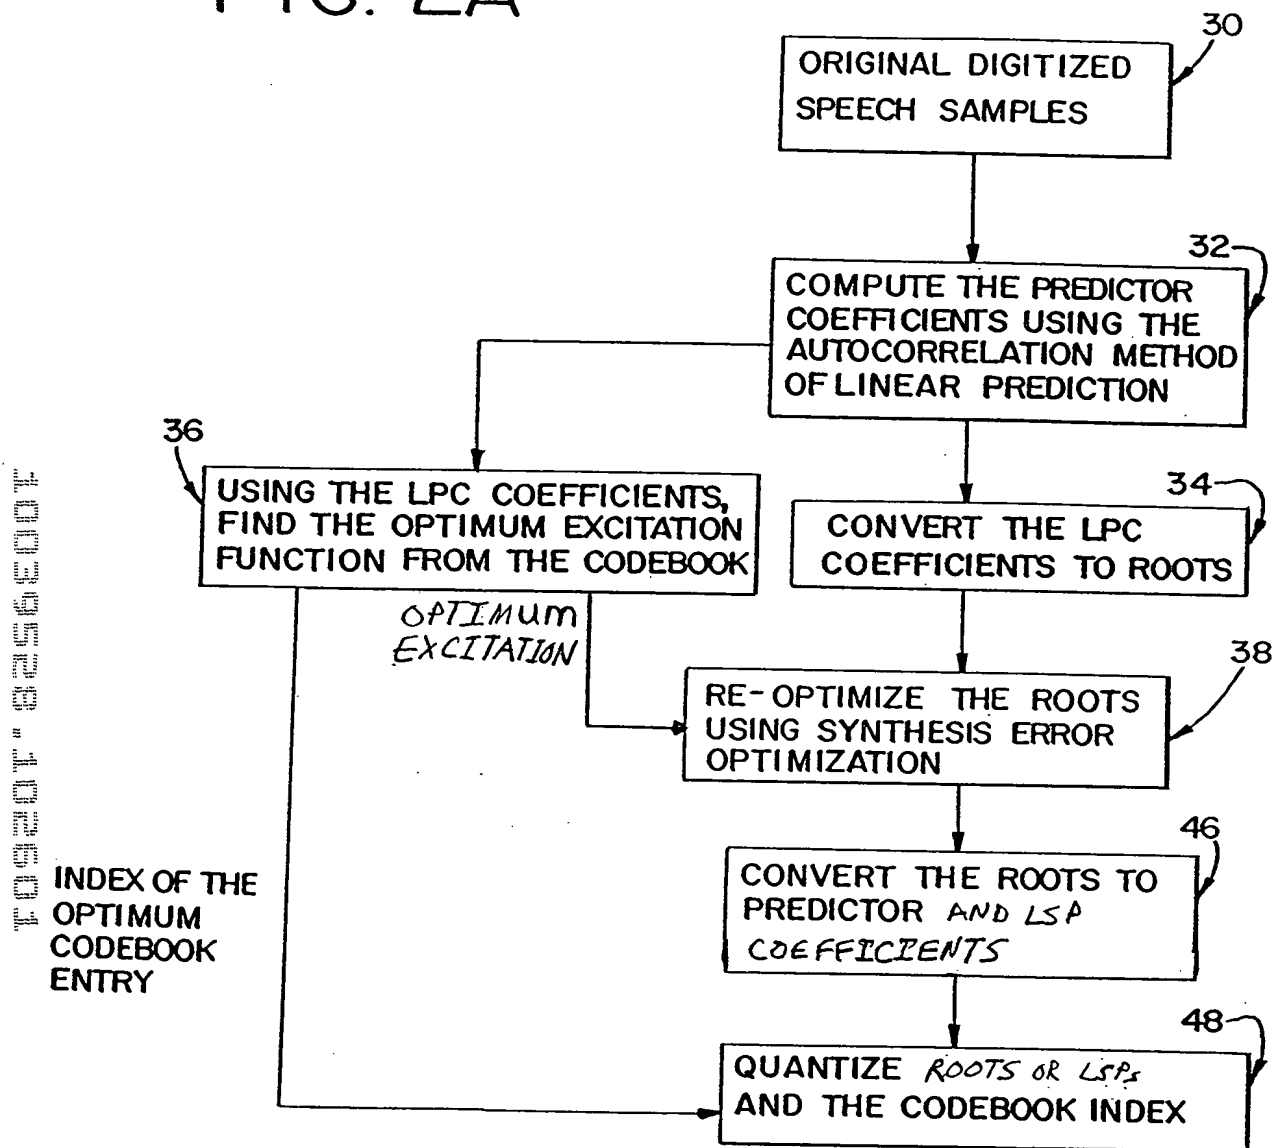 FIG. 2A
30
ORIGINAL DIGITIZED
SPEECH SAMPLES
32
COMPUTE THE PREDICTOR
COEFFICIENTS USING THE
AUTOCORRELATION METHOD
OF LINEAR PREDICTION
36
USING THE LPC COEFFICIENTS,
FIND THE OPTIMUM EXCITATION
FUNCTION FROM THE CODEBOOK
34
CONVERT THE LPC
COEFFICIENTS TO ROOTS
OPTIMUM
EXCITATION
38
RE-OPTIMIZE THE ROOTS
USING SYNTHESIS ERROR
OPTIMIZATION
46
CONVERT THE ROOTS TO
PREDICTOR AND LSP
COEFFICIENTS
INDEX OF THE
OPTIMUM
CODEBOOK
ENTRY
48
QUANTIZE ROOTS OR LSPs
AND THE CODEBOOK INDEX
10039528.102601